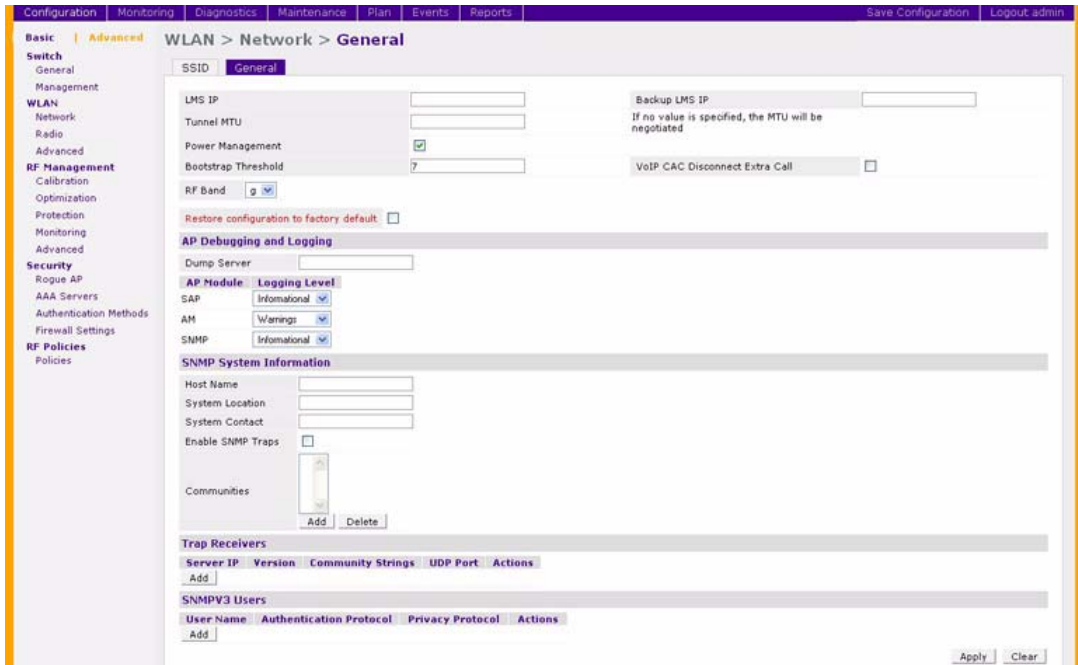 Configuration Monitoring Diagnostics Maintenance Plan Events Reports Save Configuration Logout admin
Basic | Advanced
Switch
General
Management
WLAN
Network
Radio
Advanced
RF Management
Calibration
Optimization
Protection
Monitoring
Advanced
Security
Rogue AP
AAA Servers
Authentication Methods
Firewall Settings
RF Policies
Policies
WLAN > Network > General
SSID General
LMS IP Backup LMS IP
Tunnel MTU If no value is specified, the MTU will be
negotiated
Power Management
Bootstrap Threshold 7 VoIP CAC Disconnect Extra Call
RF Band g
Restore configuration to factory default
AP Debugging and Logging
Dump Server
AP Module Logging Level
SAP Informational
AM Warnings
SNMP Informational
SNMP System Information
Host Name
System Location
System Contact
Enable SNMP Traps
Communities
Add Delete
Trap Receivers
Server IP Version Community Strings UDP Port Actions
Add
SNMPV3 Users
User Name Authentication Protocol Privacy Protocol Actions
Add
Apply Clear